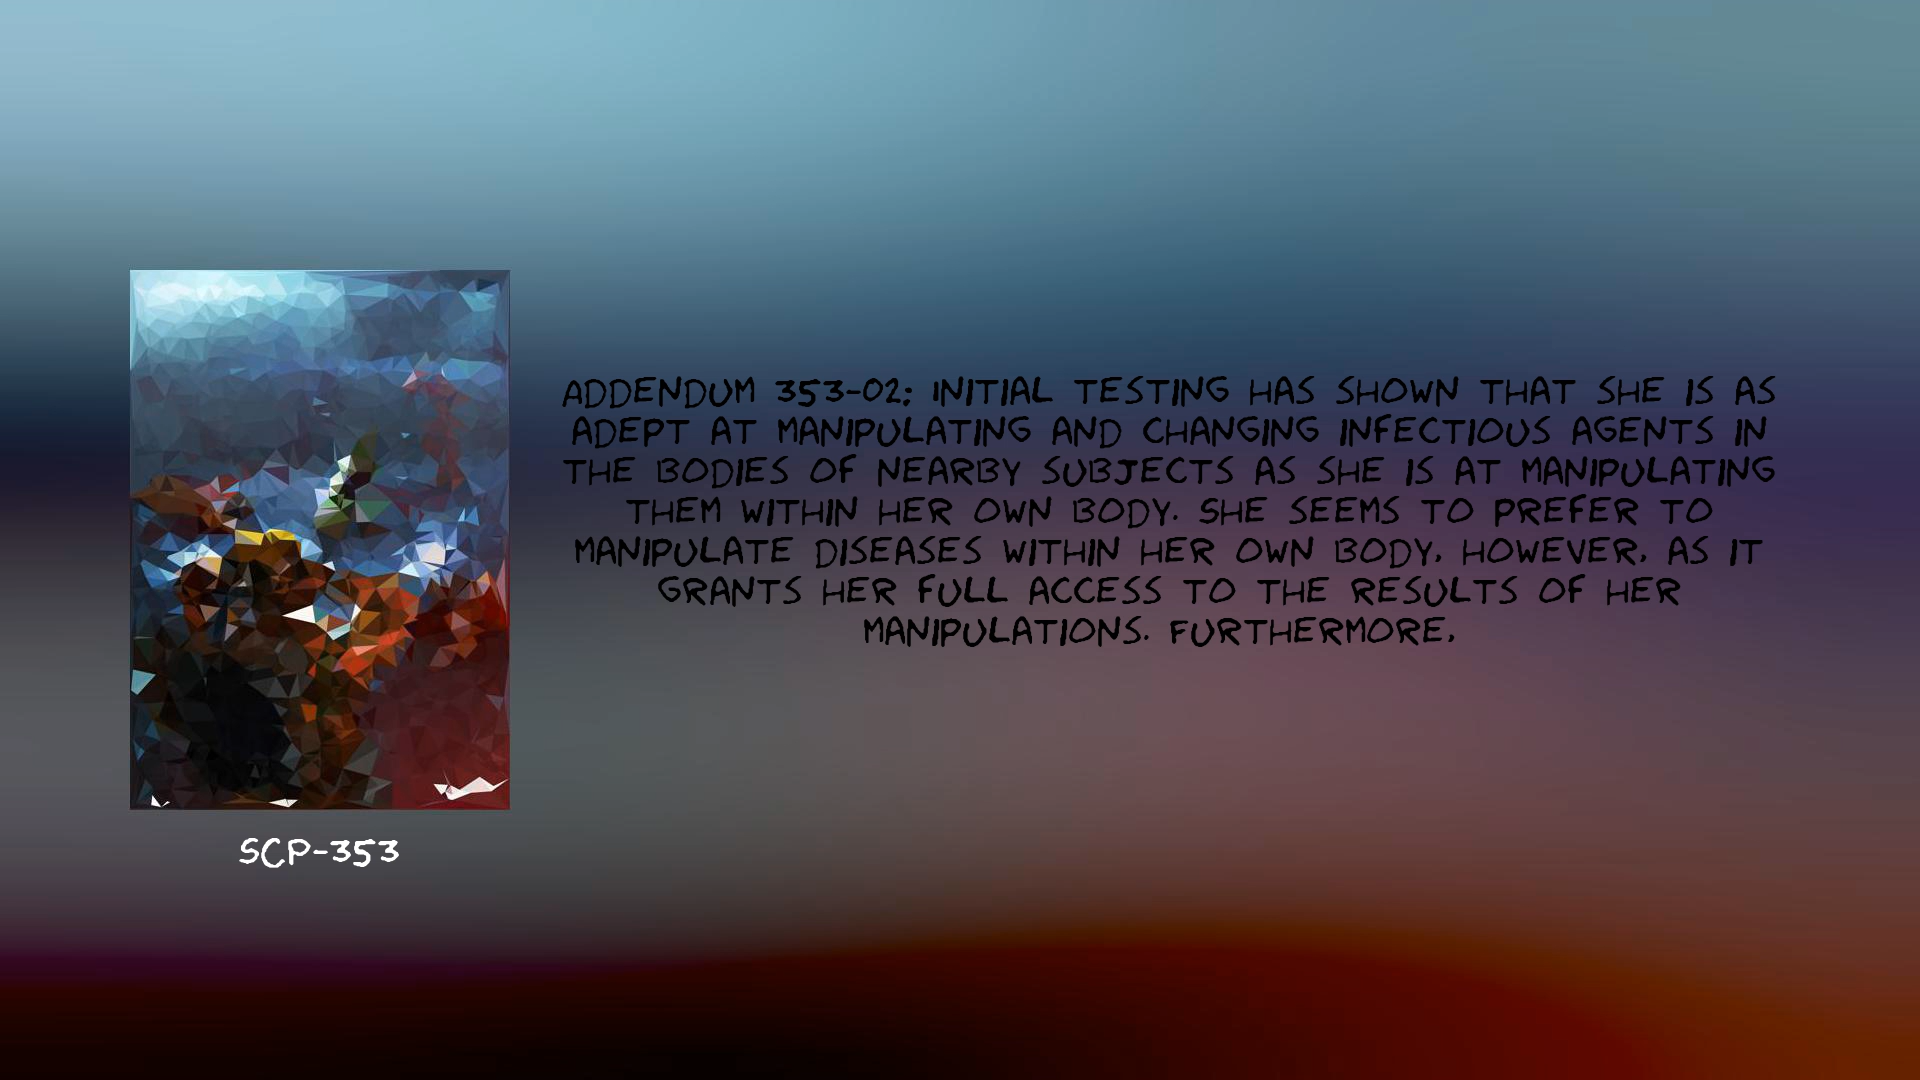 ADDENDUM 353-02: INITIAL TESTING HAS SHOWN THAT SHE IS AS
ADEPT AT MANIPULATING AND CHANGING INFECTIOUS AGENTS IN
THE BODIES OF NEARBY SUBJECTS AS SHE IS AT MANIPULATING
THEM WITHIN HER OWN BODY. SHE SEEMS TO PREFER TO
MANIPULATE DISEASES WITHIN HER OWN BODY, HOWEVER, AS IT
GRANTS HER FULL ACCESS TO THE RESULTS OF HER
MANIPULATIONS. FURTHERMORE,
SCP-353